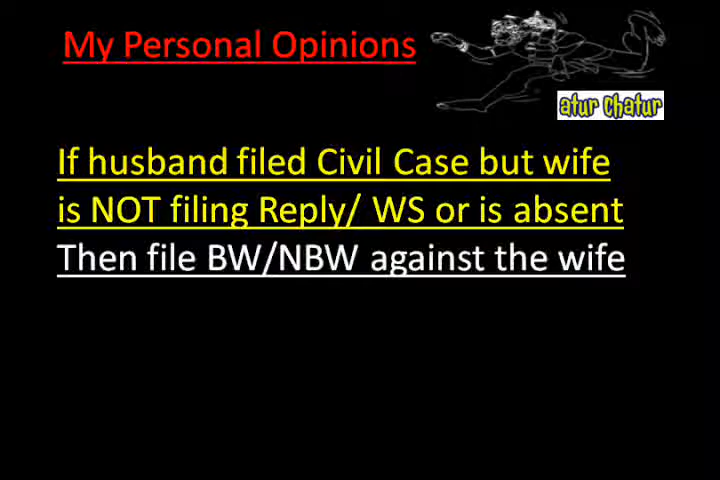 My Personal Opinions
atur chatur
If husband filed Civil Case but wife
is NOT filing Reply/ WS or is absent
Then file BW/NBW against the wife